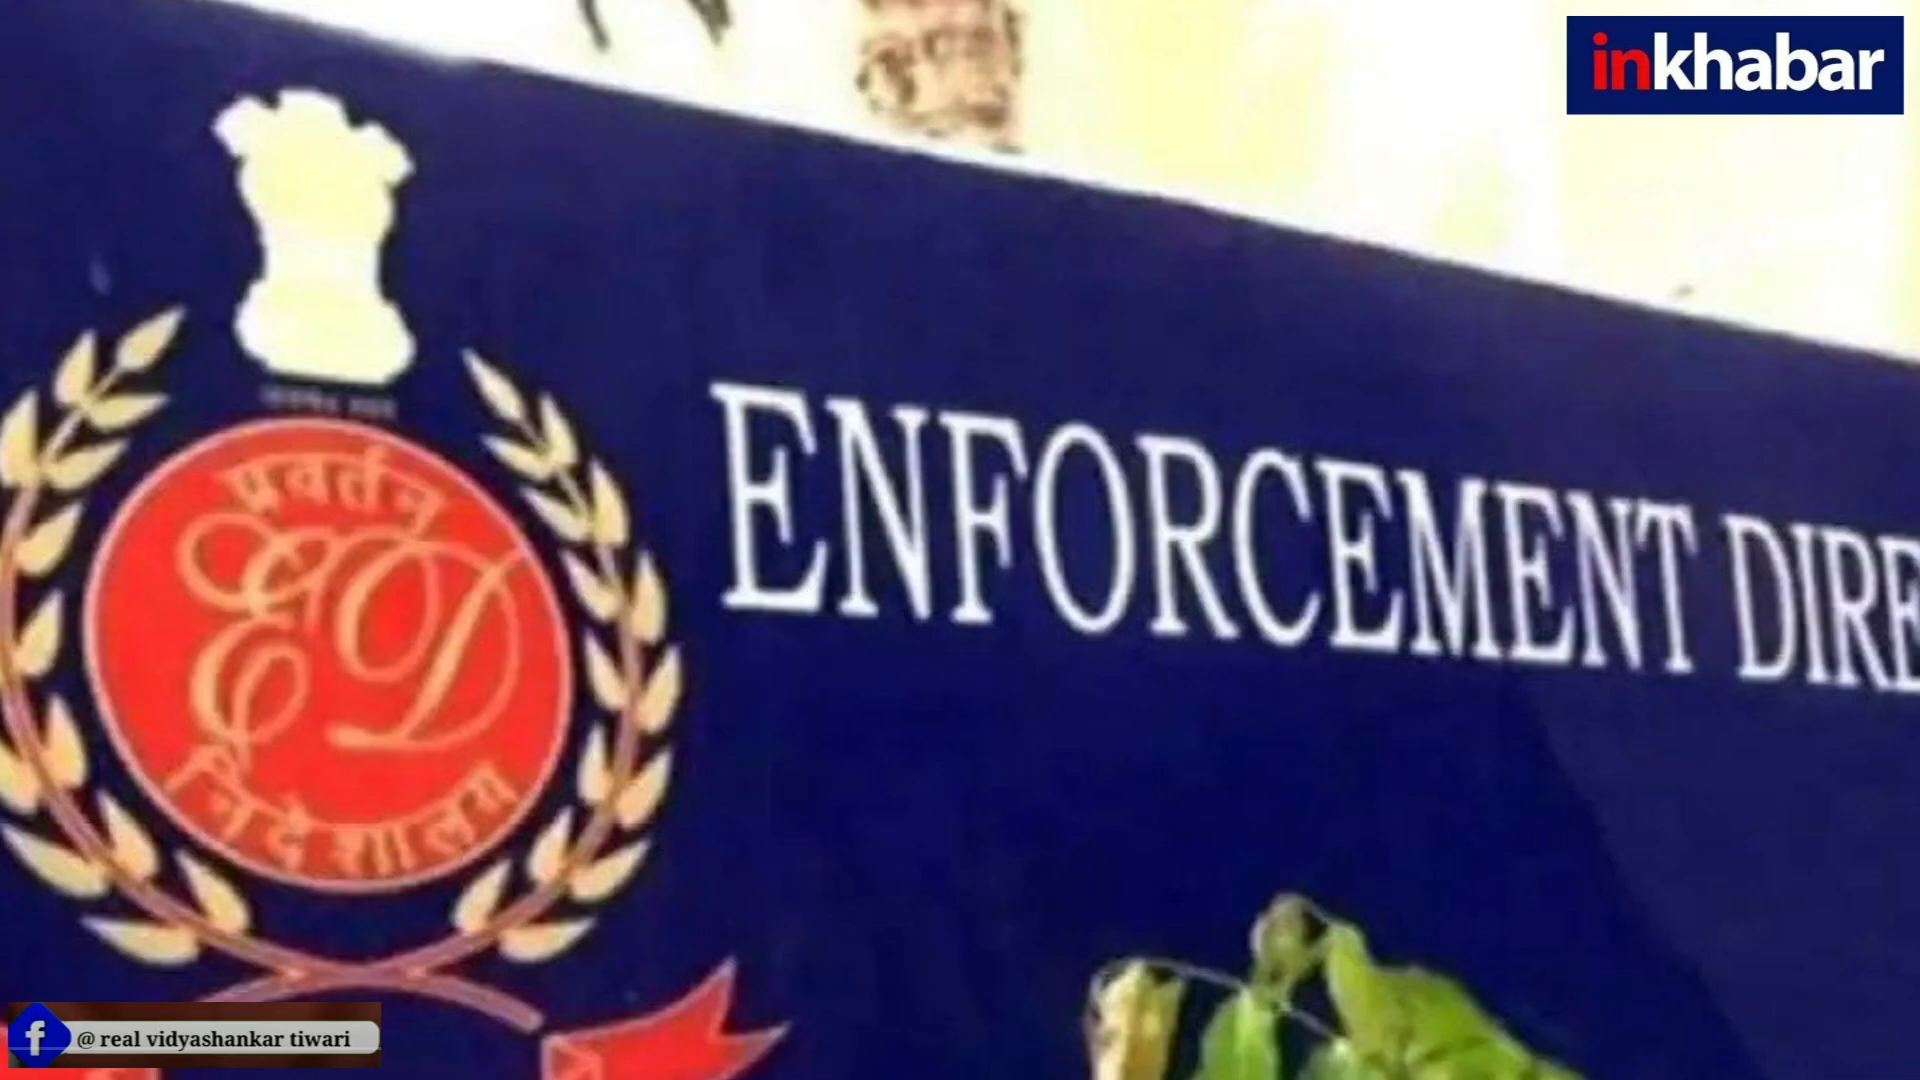 inkhabar
प्रवर्तन
ED
निदेशालय
ENFORCEMENT DIRE
@ real vidyashankar tiwari